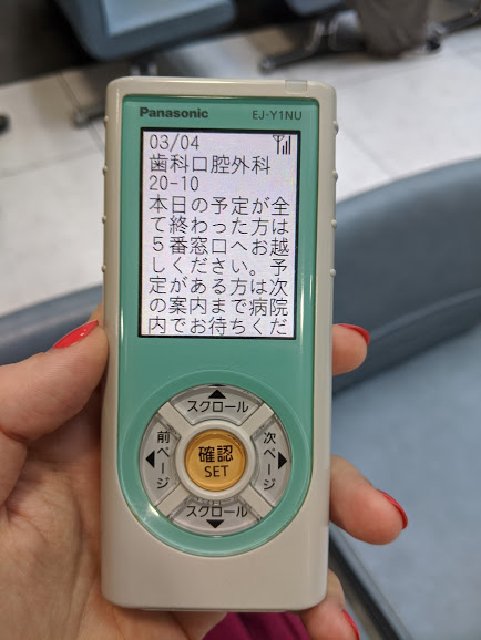 Panasonic EJ-Y1NU
03/04
歯科口腔外科
20-10
本日の予定が全
て終わった方は
5番窓口へお越
しください。予
定がある方は次
の案内まで病院
内でお待ちくだ
スクロール
前ページ
確認
SET
次ページ
スクロール